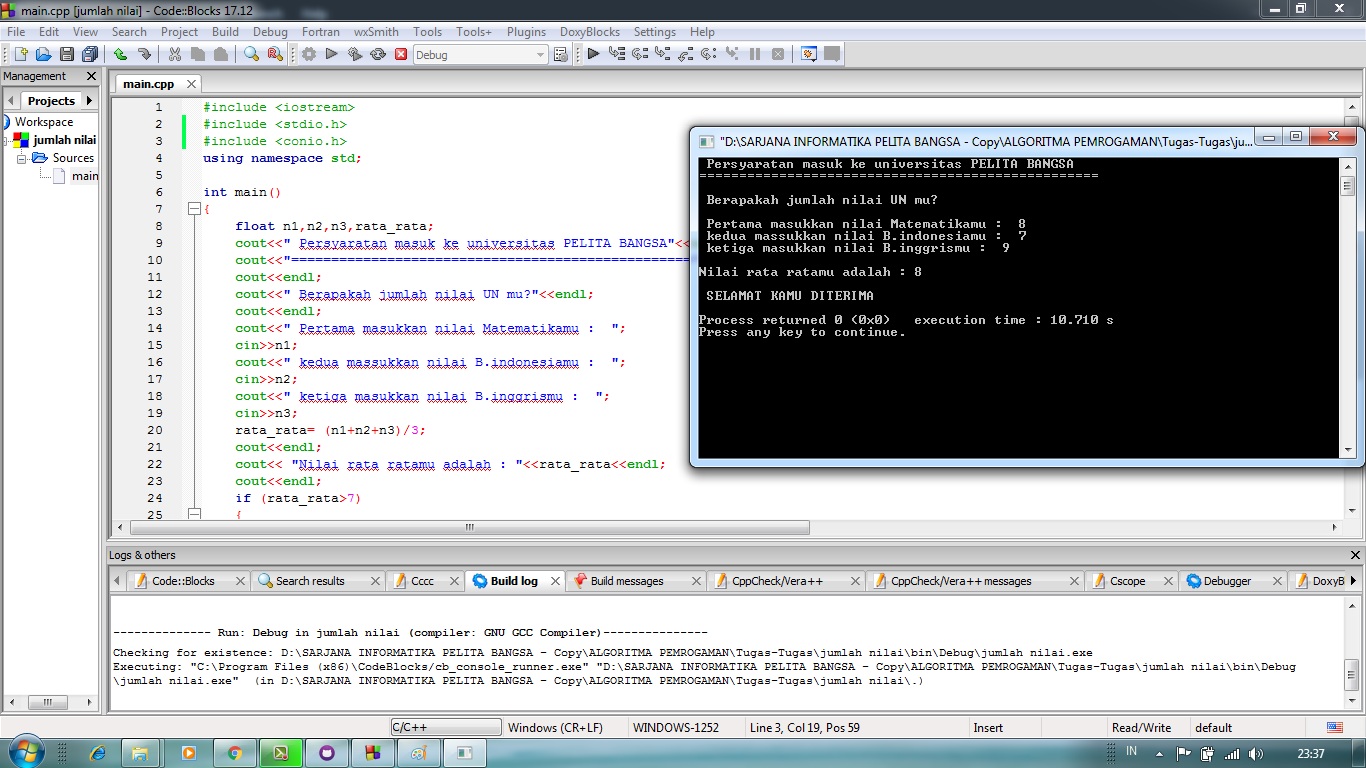 main.cpp [jumlah nilai] - Code::Blocks 17.12
File Edit View Search Project Build Debug Fortran wxSmith Tools Tools+ Plugins DoxyBlocks Settings Help
Debug
Management
Projects
Workspace
jumlah nilai
Sources
main
main.cpp
1 #include <iostream>
2 #include <stdio.h>
3 #include <conio.h>
4 using namespace std;
5
6 int main()
7 {
8 float n1,n2,n3,rata_rata;
9 cout<<" Persyaratan masuk ke universitas PELITA BANGSA"<<
10 cout<<"==================================================
11 cout<<endl;
12 cout<<" Berapakah jumlah nilai UN mu?"<<endl;
13 cout<<endl;
14 cout<<" Pertama masukkan nilai Matematikamu :  ";
15 cin>>n1;
16 cout<<" kedua massukkan nilai B.indonesiamu :  ";
17 cin>>n2;
18 cout<<" ketiga masukkan nilai B.inggrismu :  ";
19 cin>>n3;
20 rata_rata= (n1+n2+n3)/3;
21 cout<<endl;
22 cout<< "Nilai rata ratamu adalah : "<<rata_rata<<endl;
23 cout<<endl;
24 if (rata_rata>7)
25 {
"D:\SARJANA INFORMATIKA PELITA BANGSA - Copy\ALGORITMA PEMROGAMAN\Tugas-Tugas\ju...
Persyaratan masuk ke universitas PELITA BANGSA
==================================================
Berapakah jumlah nilai UN mu?
Pertama masukkan nilai Matematikamu :  8
kedua massukkan nilai B.indonesiamu :  7
ketiga masukkan nilai B.inggrismu :  9
Nilai rata ratamu adalah : 8
SELAMAT KAMU DITERIMA
Process returned 0 (0x0)   execution time : 10.710 s
Press any key to continue.
Logs & others
Code::Blocks Search results Cccc Build log Build messages CppCheck/Vera++ CppCheck/Vera++ messages Cscope Debugger DoxyB
-------------- Run: Debug in jumlah nilai (compiler: GNU GCC Compiler)---------------
Checking for existence: D:\SARJANA INFORMATIKA PELITA BANGSA - Copy\ALGORITMA PEMROGAMAN\Tugas-Tugas\jumlah nilai\bin\Debug\jumlah nilai.exe
Executing: "C:\Program Files (x86)\CodeBlocks/cb_console_runner.exe" "D:\SARJANA INFORMATIKA PELITA BANGSA - Copy\ALGORITMA PEMROGAMAN\Tugas-Tugas\jumlah nilai\bin\Debug
\jumlah nilai.exe"  (in D:\SARJANA INFORMATIKA PELITA BANGSA - Copy\ALGORITMA PEMROGAMAN\Tugas-Tugas\jumlah nilai\.)
C/C++ Windows (CR+LF) WINDOWS-1252 Line 3, Col 19, Pos 59 Insert Read/Write default
IN 23:37